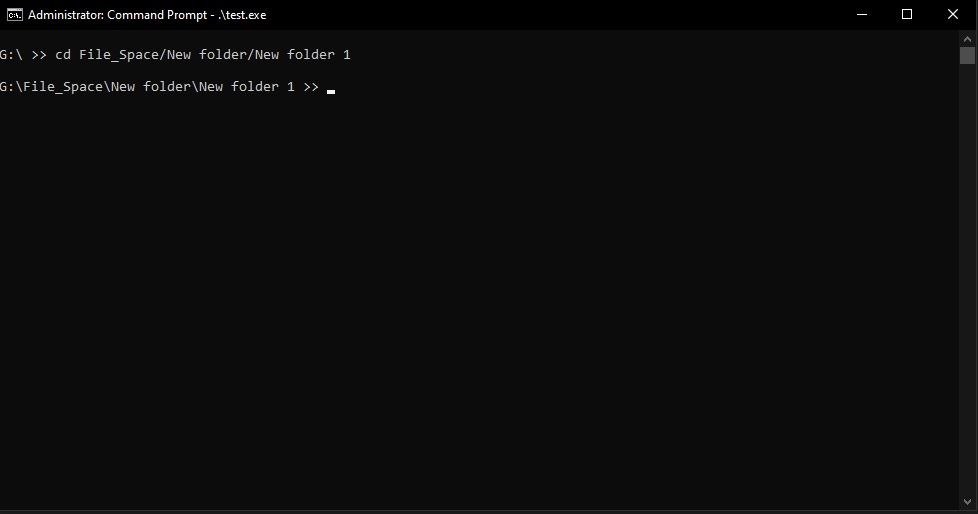 Administrator: Command Prompt - .\test.exe
G:\ >> cd File_Space/New folder/New folder 1
G:\File_Space\New folder\New folder 1 >>